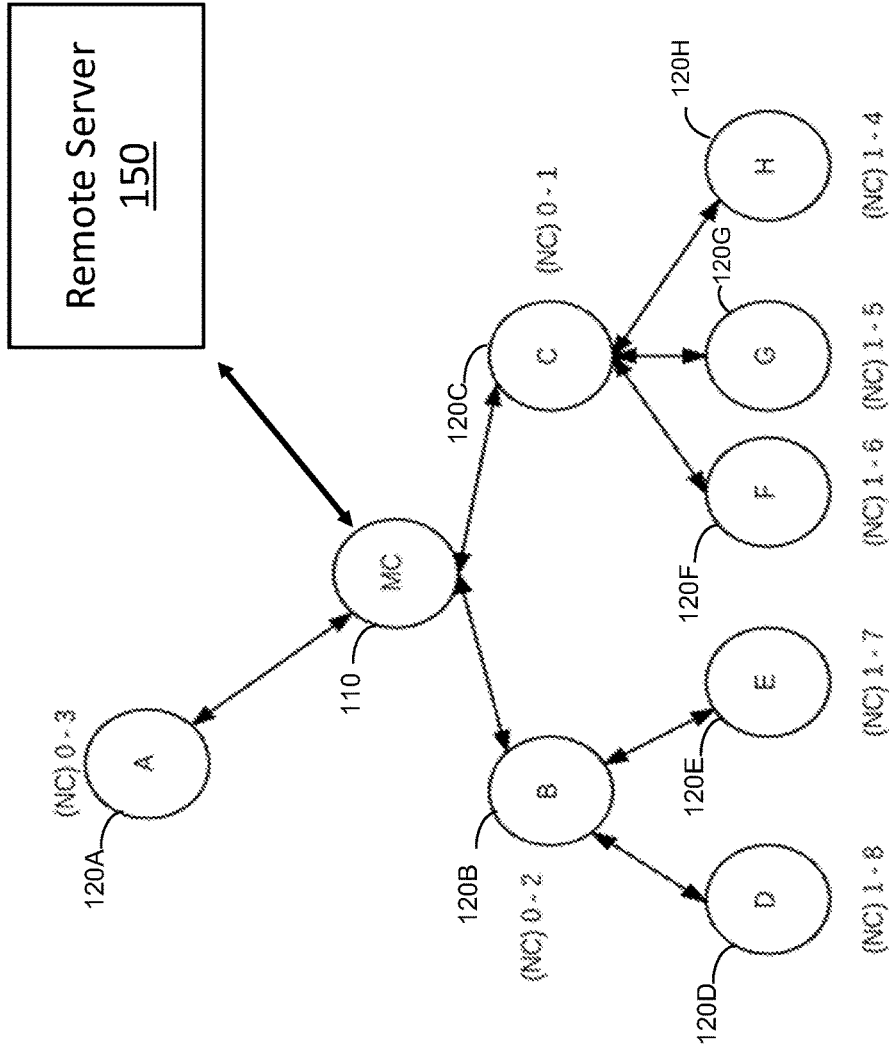 Remote Server
150
(NC) 0 - 3
120A
A
110
MC
120B
120C
(NC) 0 - 2
B
C
(NC) 0 - 1
120D
120E
120F
120G
120H
D
E
F
G
H
(NC) 1 - 8
(NC) 1 - 7
(NC) 1 - 6
(NC) 1 - 5
(NC) 1 - 4